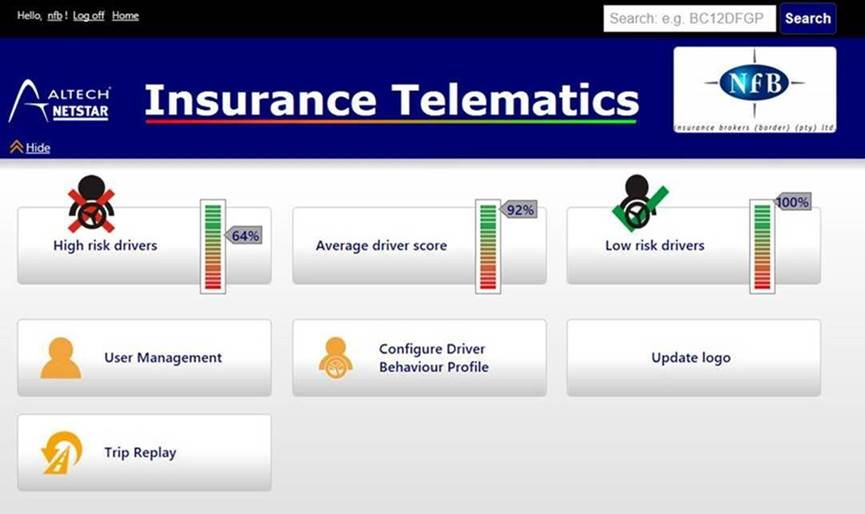 Hello, nfb ! Log off Home
Search: e.g. BC12DFGP Search
ALTECH
NETSTAR
Insurance Telematics
NfB
insurance brokers (border) (pty) ltd.
Hide
High risk drivers 64%
Average driver score 92%
Low risk drivers 100%
User Management
Configure Driver
Behaviour Profile
Update logo
Trip Replay